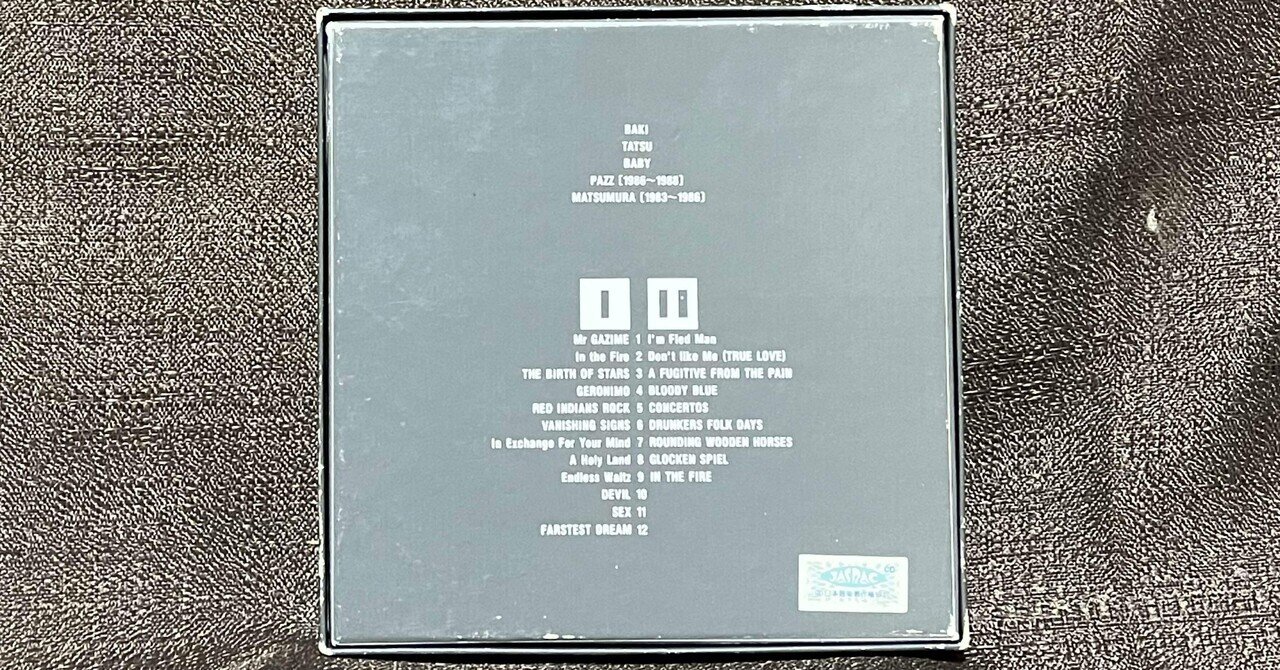 BAKI
TATSU
BABY
PAZZ [1986~1988]
MATSUMURA [1983~1986]
I II
Mr GAZIME 1 I'm Fled Man
In the Fire 2 Don't like Me (TRUE LOVE)
THE BIRTH OF STARS 3 A FUGITIVE FROM THE PAIN
GERONIMO 4 BLOODY BLUE
RED INDIANS ROCK 5 CONCERTOS
VANISHING SIGNS 6 DRUNKERS FOLK DAYS
In Exchange For Your Mind 7 ROUNDING WOODEN HORSES
A Holy Land 8 GLOCKEN SPIEL
Endless Waltz 9 IN THE FIRE
DEVIL 10
SEX 11
FARSTEST DREAM 12
CD
JASRAC